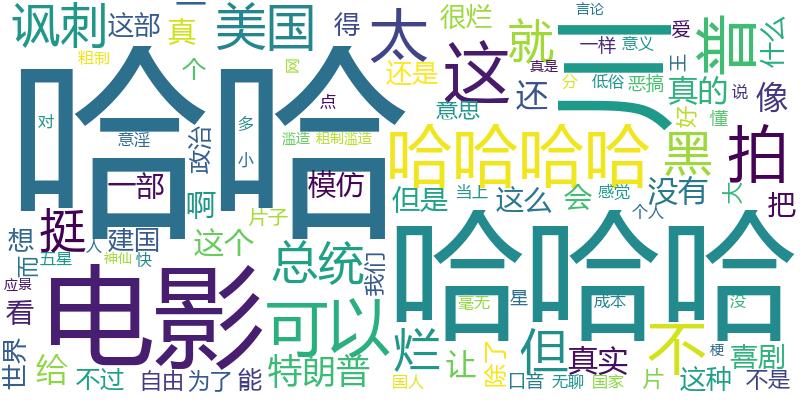 讽刺
这部
真
一
美国
得
太
很烂
就
言论
一样
意义
爱
王
普
什么
粗制
个
区
还是
这
真是
分
低俗
恶搞
川
真的
说
像
哈哈
对
意淫
多
小
点
滥造
粗制滥造
意思
还
好
懂
哈哈哈哈
黑
拍
政治
一部
模仿
啊
但是
当上
这么
会
感觉
没有
大
把
挺
片子
个人
想
而
建国
人
五星
神仙
快
这个
总统
我们
哈哈哈
应景
看
电影
可以
毫无
星
成本
没
世界
给
不过
自由
为了
能
特朗普
烂
国人
让
除了
但
口音
无聊
真实
国家
不
片
梗
这种
喜剧
不是